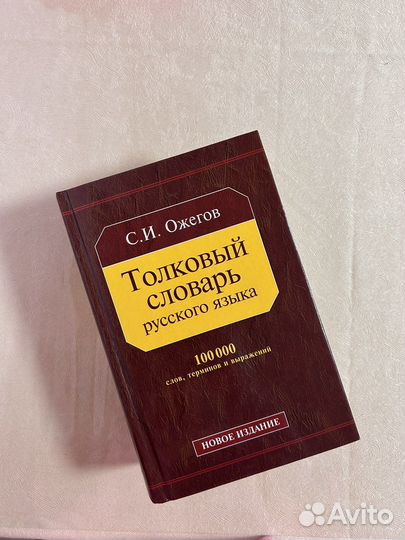 С.И. Ожегов
Толковый
словарь
русского языка
100 000
слов, терминов и выражений
НОВОЕ ИЗДАНИЕ
Avito